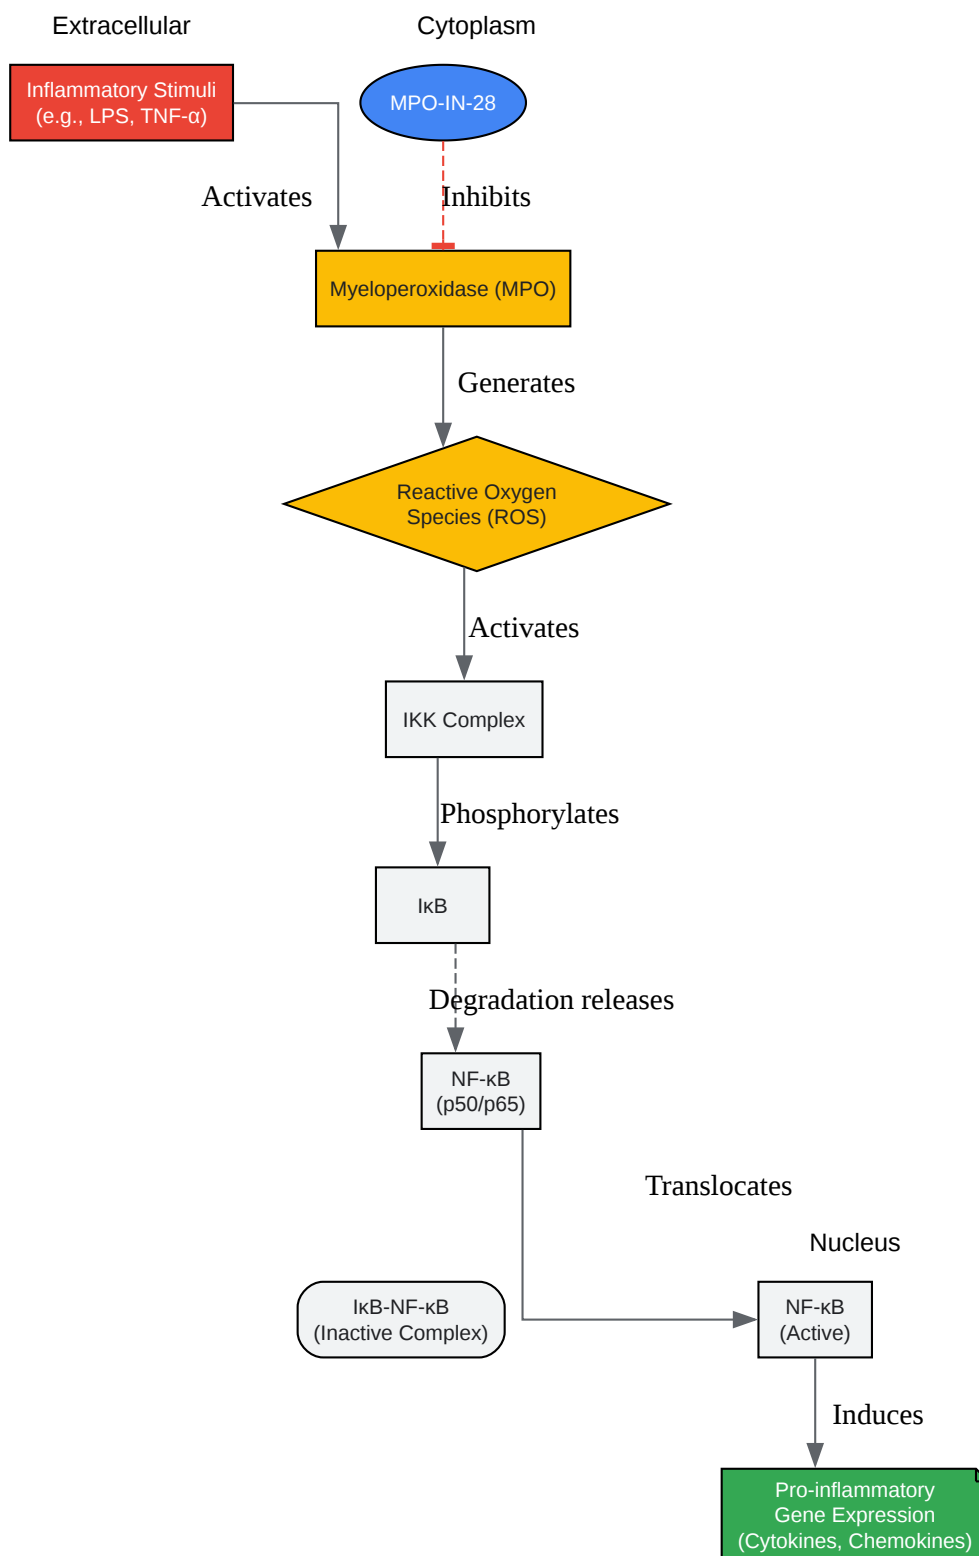 Extracellular
Cytoplasm
Inflammatory Stimuli
(e.g., LPS, TNF-α)
MPO-IN-28
Activates
Inhibits
Myeloperoxidase (MPO)
Generates
Reactive Oxygen
Species (ROS)
Activates
IKK Complex
Phosphorylates
IκB
Degradation releases
NF-κB
(p50/p65)
Translocates
Nucleus
IκB-NF-κB
(Inactive Complex)
NF-κB
(Active)
Induces
Pro-inflammatory
Gene Expression
(Cytokines, Chemokines)